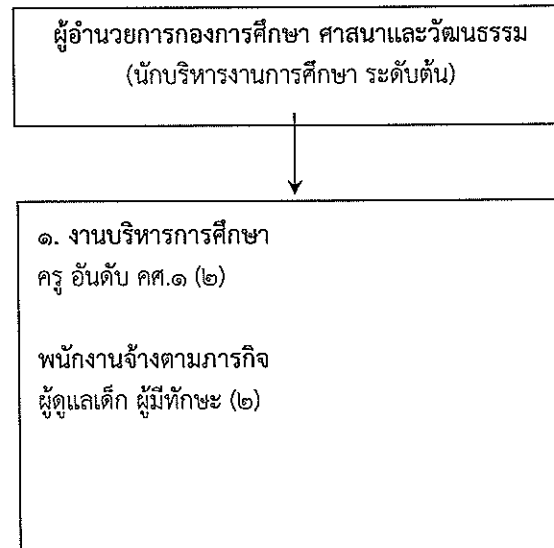 ผู้อำนวยการกองการศึกษา ศาสนาและวัฒนธรรม
(นักบริหารงานการศึกษา ระดับต้น)
๑. งานบริหารการศึกษา
ครู อันดับ คศ.๑ (๒)
พนักงานจ้างตามภารกิจ
ผู้ดูแลเด็ก ผู้มีทักษะ (๒)